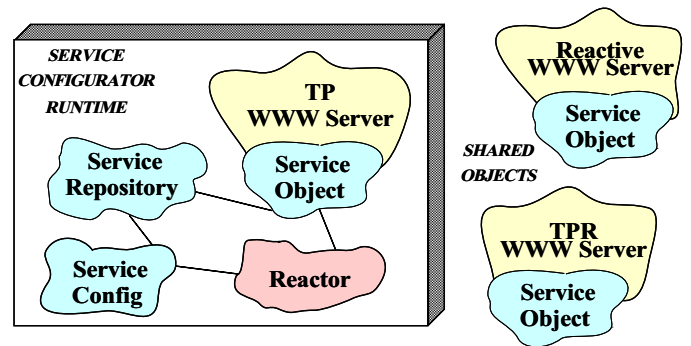 SERVICE
CONFIGURATOR
RUNTIME
TP
WWW Server
Service
Object
Service
Repository
Service
Config
Reactor
Reactive
WWW Server
Service
Object
SHARED
OBJECTS
TPR
WWW Server
Service
Object